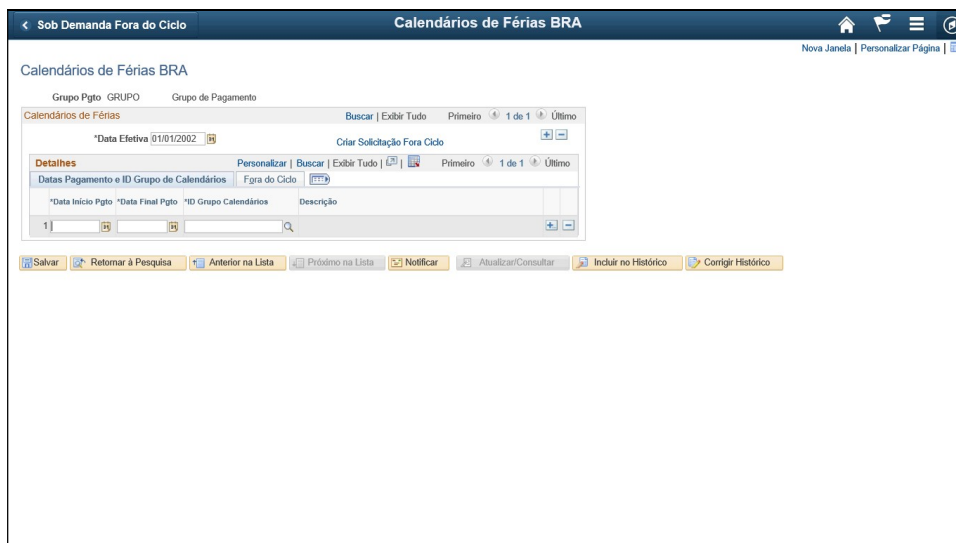 Sob Demanda Fora do Ciclo
Calendários de Férias BRA
Nova Janela | Personalizar Página |
Calendários de Férias BRA
Grupo Pgto GRUPO Grupo de Pagamento
Calendários de Férias Buscar | Exibir Tudo Primeiro 1 de 1 Último
*Data Efetiva 01/01/2002 Criar Solicitação Fora Ciclo
Detalhes Personalizar | Buscar | Exibir Tudo | | Primeiro 1 de 1 Último
Datas Pagamento e ID Grupo de Calendários Fora do Ciclo
*Data Início Pgto *Data Final Pgto *ID Grupo Calendários Descrição
1
Salvar Retornar à Pesquisa Anterior na Lista Próximo na Lista Notificar Atualizar/Consultar Incluir no Histórico Corrigir Histórico